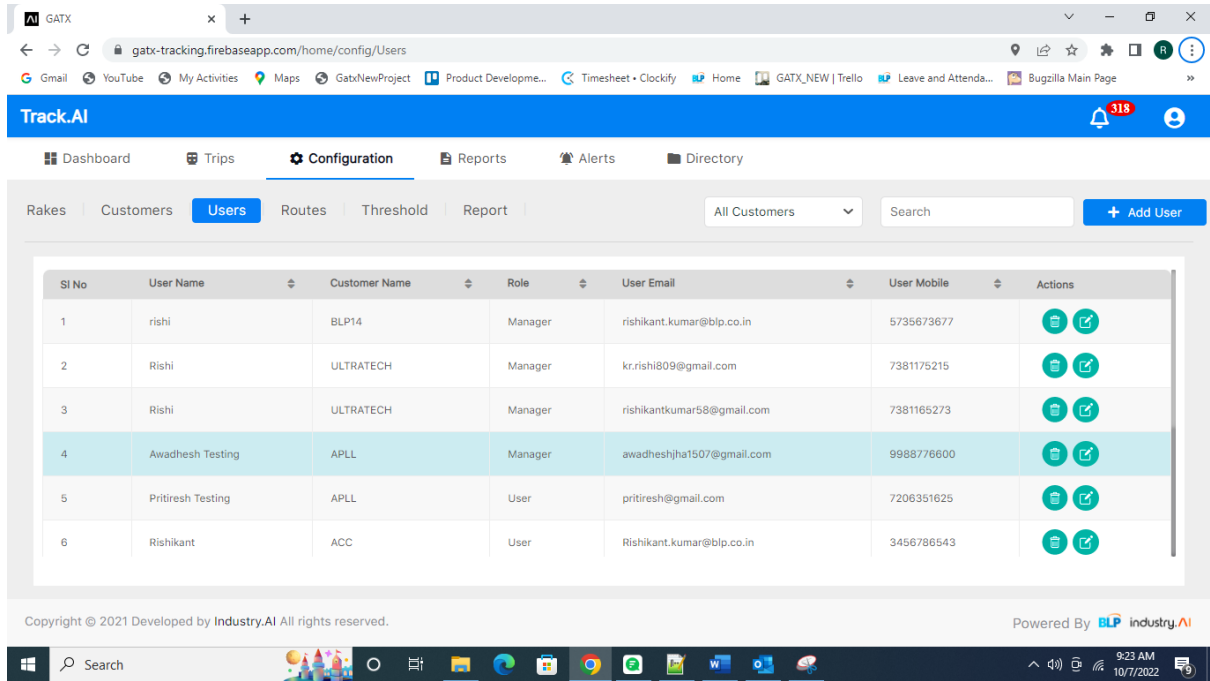 GATX
gatx-tracking.firebaseapp.com/home/config/Users
R
Gmail YouTube My Activities Maps GatxNewProject Product Developme... Timesheet • Clockify BLP Home GATX_NEW | Trello BLP Leave and Attenda... Bugzilla Main Page »
Track.AI 318
Dashboard Trips Configuration Reports Alerts Directory
Rakes Customers Users Routes Threshold Report All Customers Search + Add User
SI No User Name Customer Name Role User Email User Mobile Actions
1 rishi BLP14 Manager rishikant.kumar@blp.co.in 5735673677
2 Rishi ULTRATECH Manager kr.rishi809@gmail.com 7381175215
3 Rishi ULTRATECH Manager rishikantkumar58@gmail.com 7381165273
4 Awadhesh Testing APLL Manager awadheshjha1507@gmail.com 9988776600
5 Pritiresh Testing APLL User pritiresh@gmail.com 7206351625
6 Rishikant ACC User Rishikant.kumar@blp.co.in 3456786543
Copyright © 2021 Developed by Industry.AI All rights reserved. Powered By BLP industry.AI
Search 9:23 AM
10/7/2022